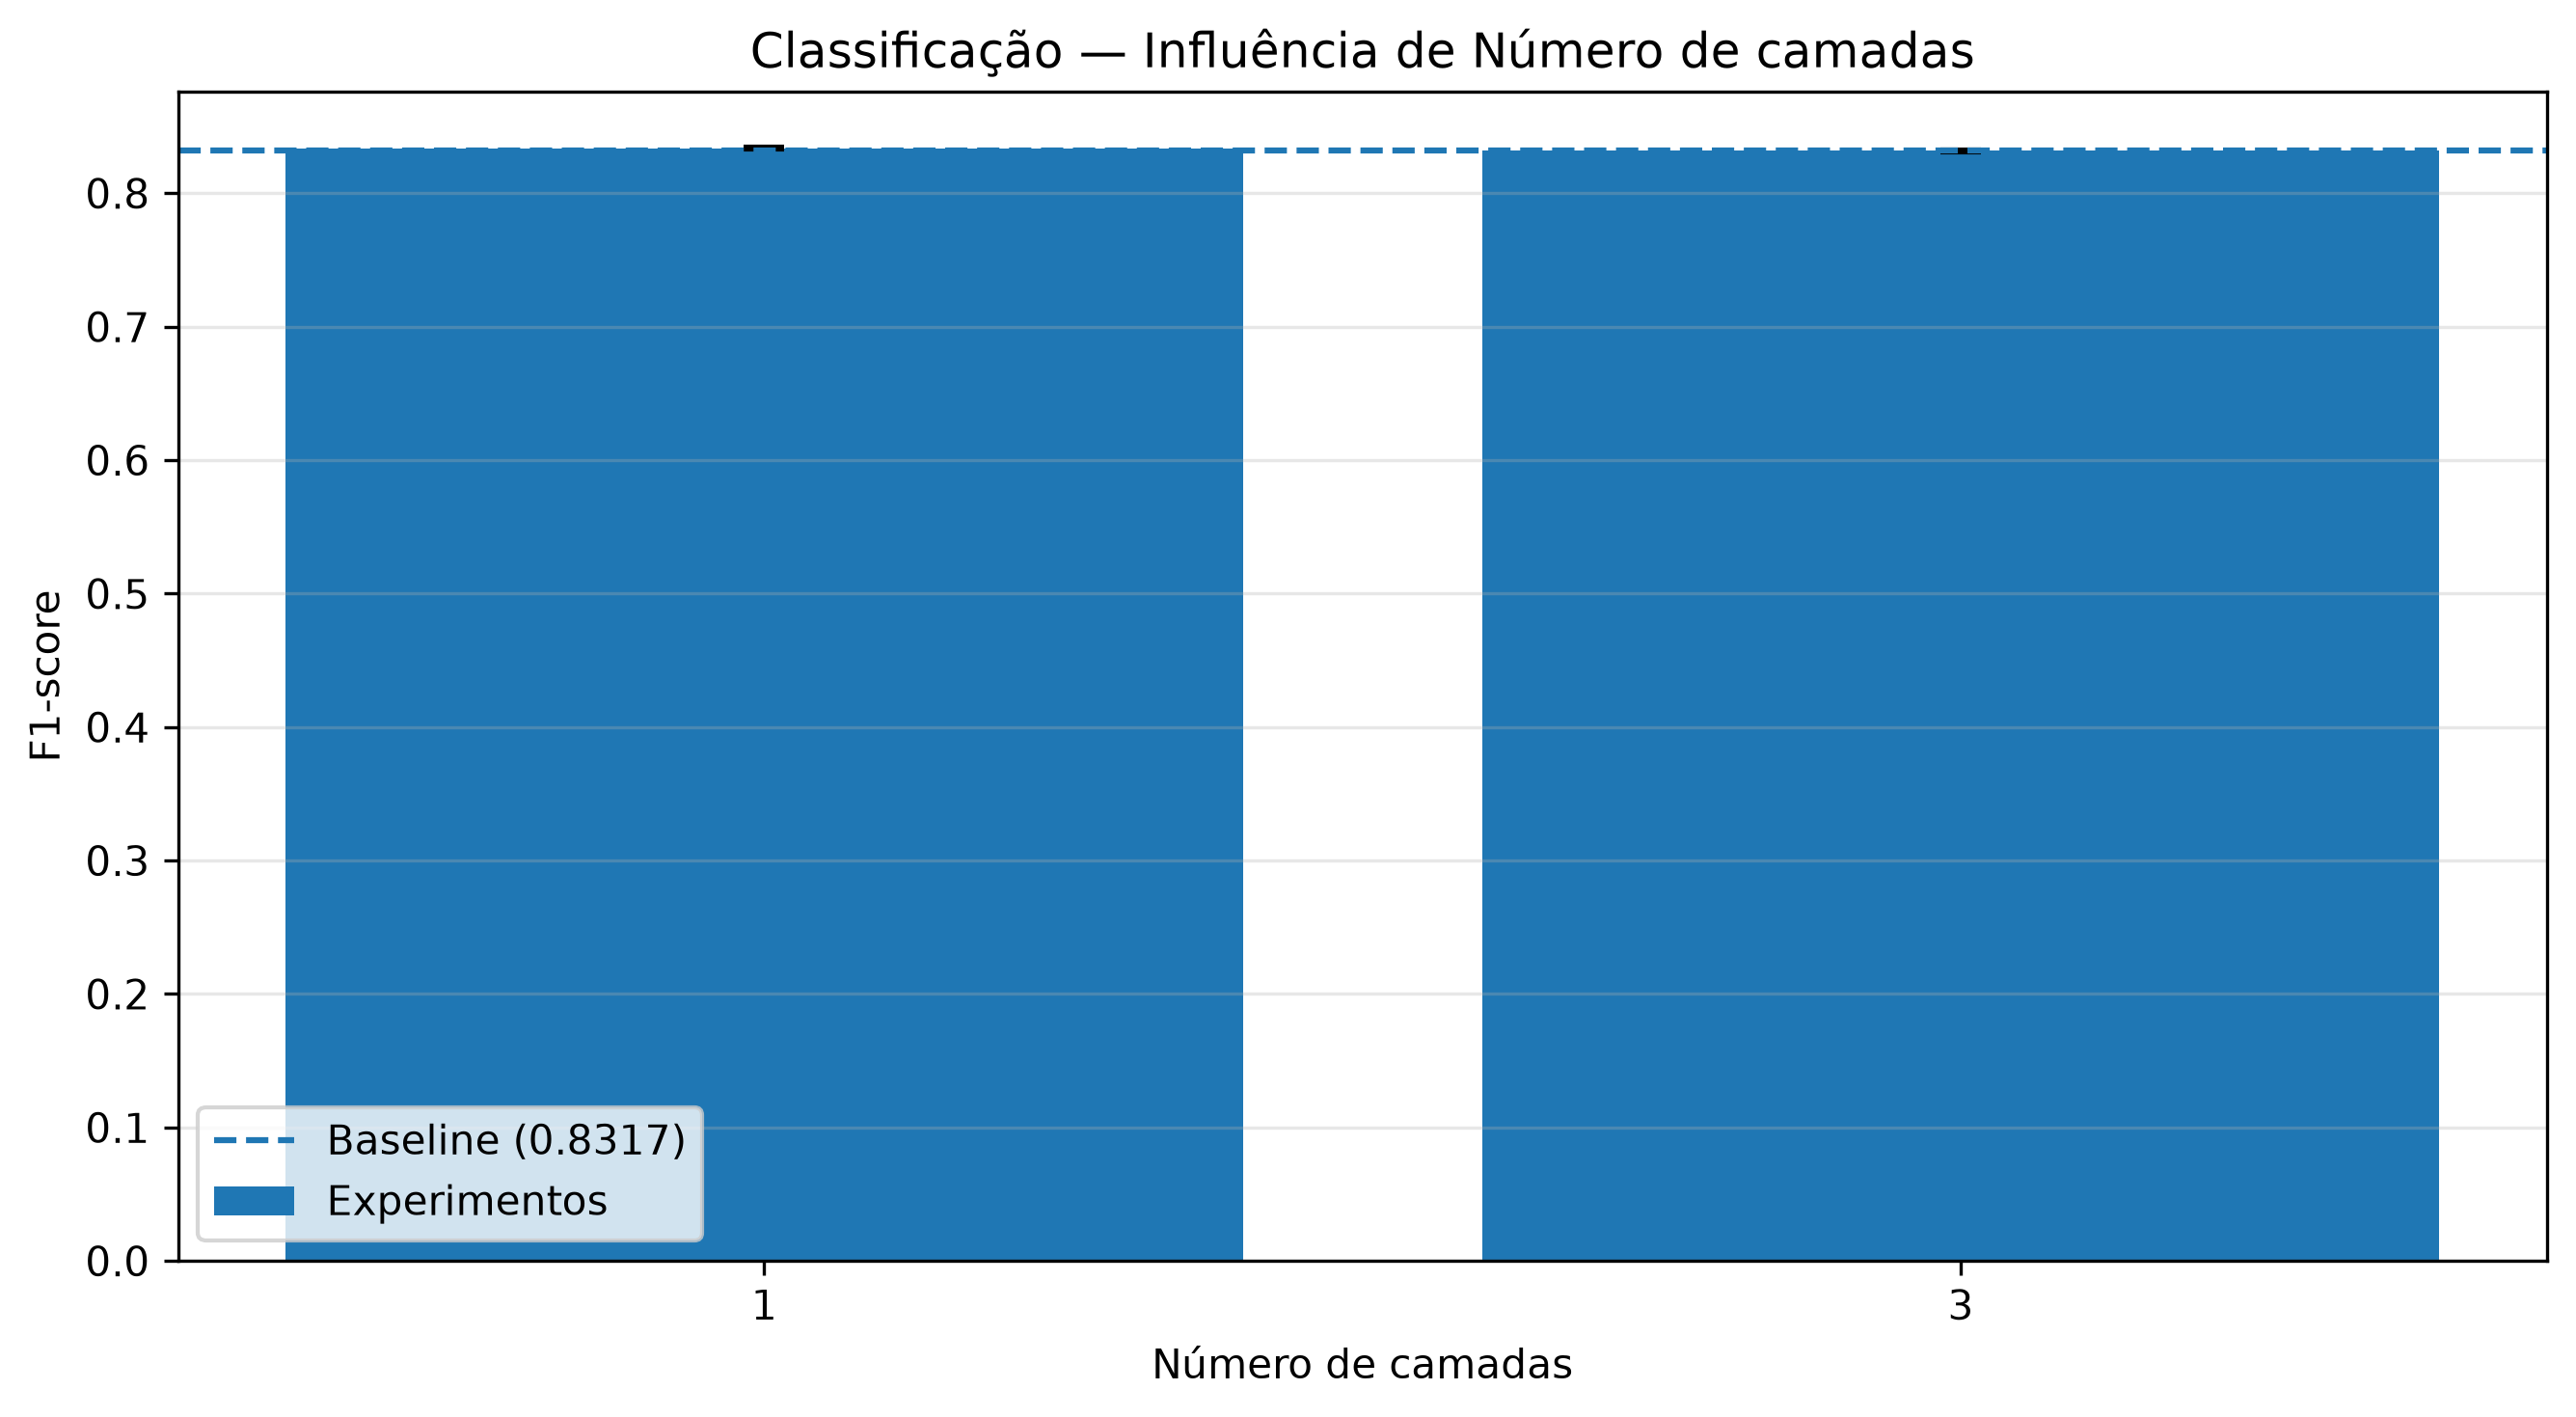 Classificação — Influência de Número de camadas
F1-score
0.8
0.7
0.6
0.5
0.4
0.3
0.2
0.1
0.0
Baseline (0.8317)
Experimentos
1
3
Número de camadas